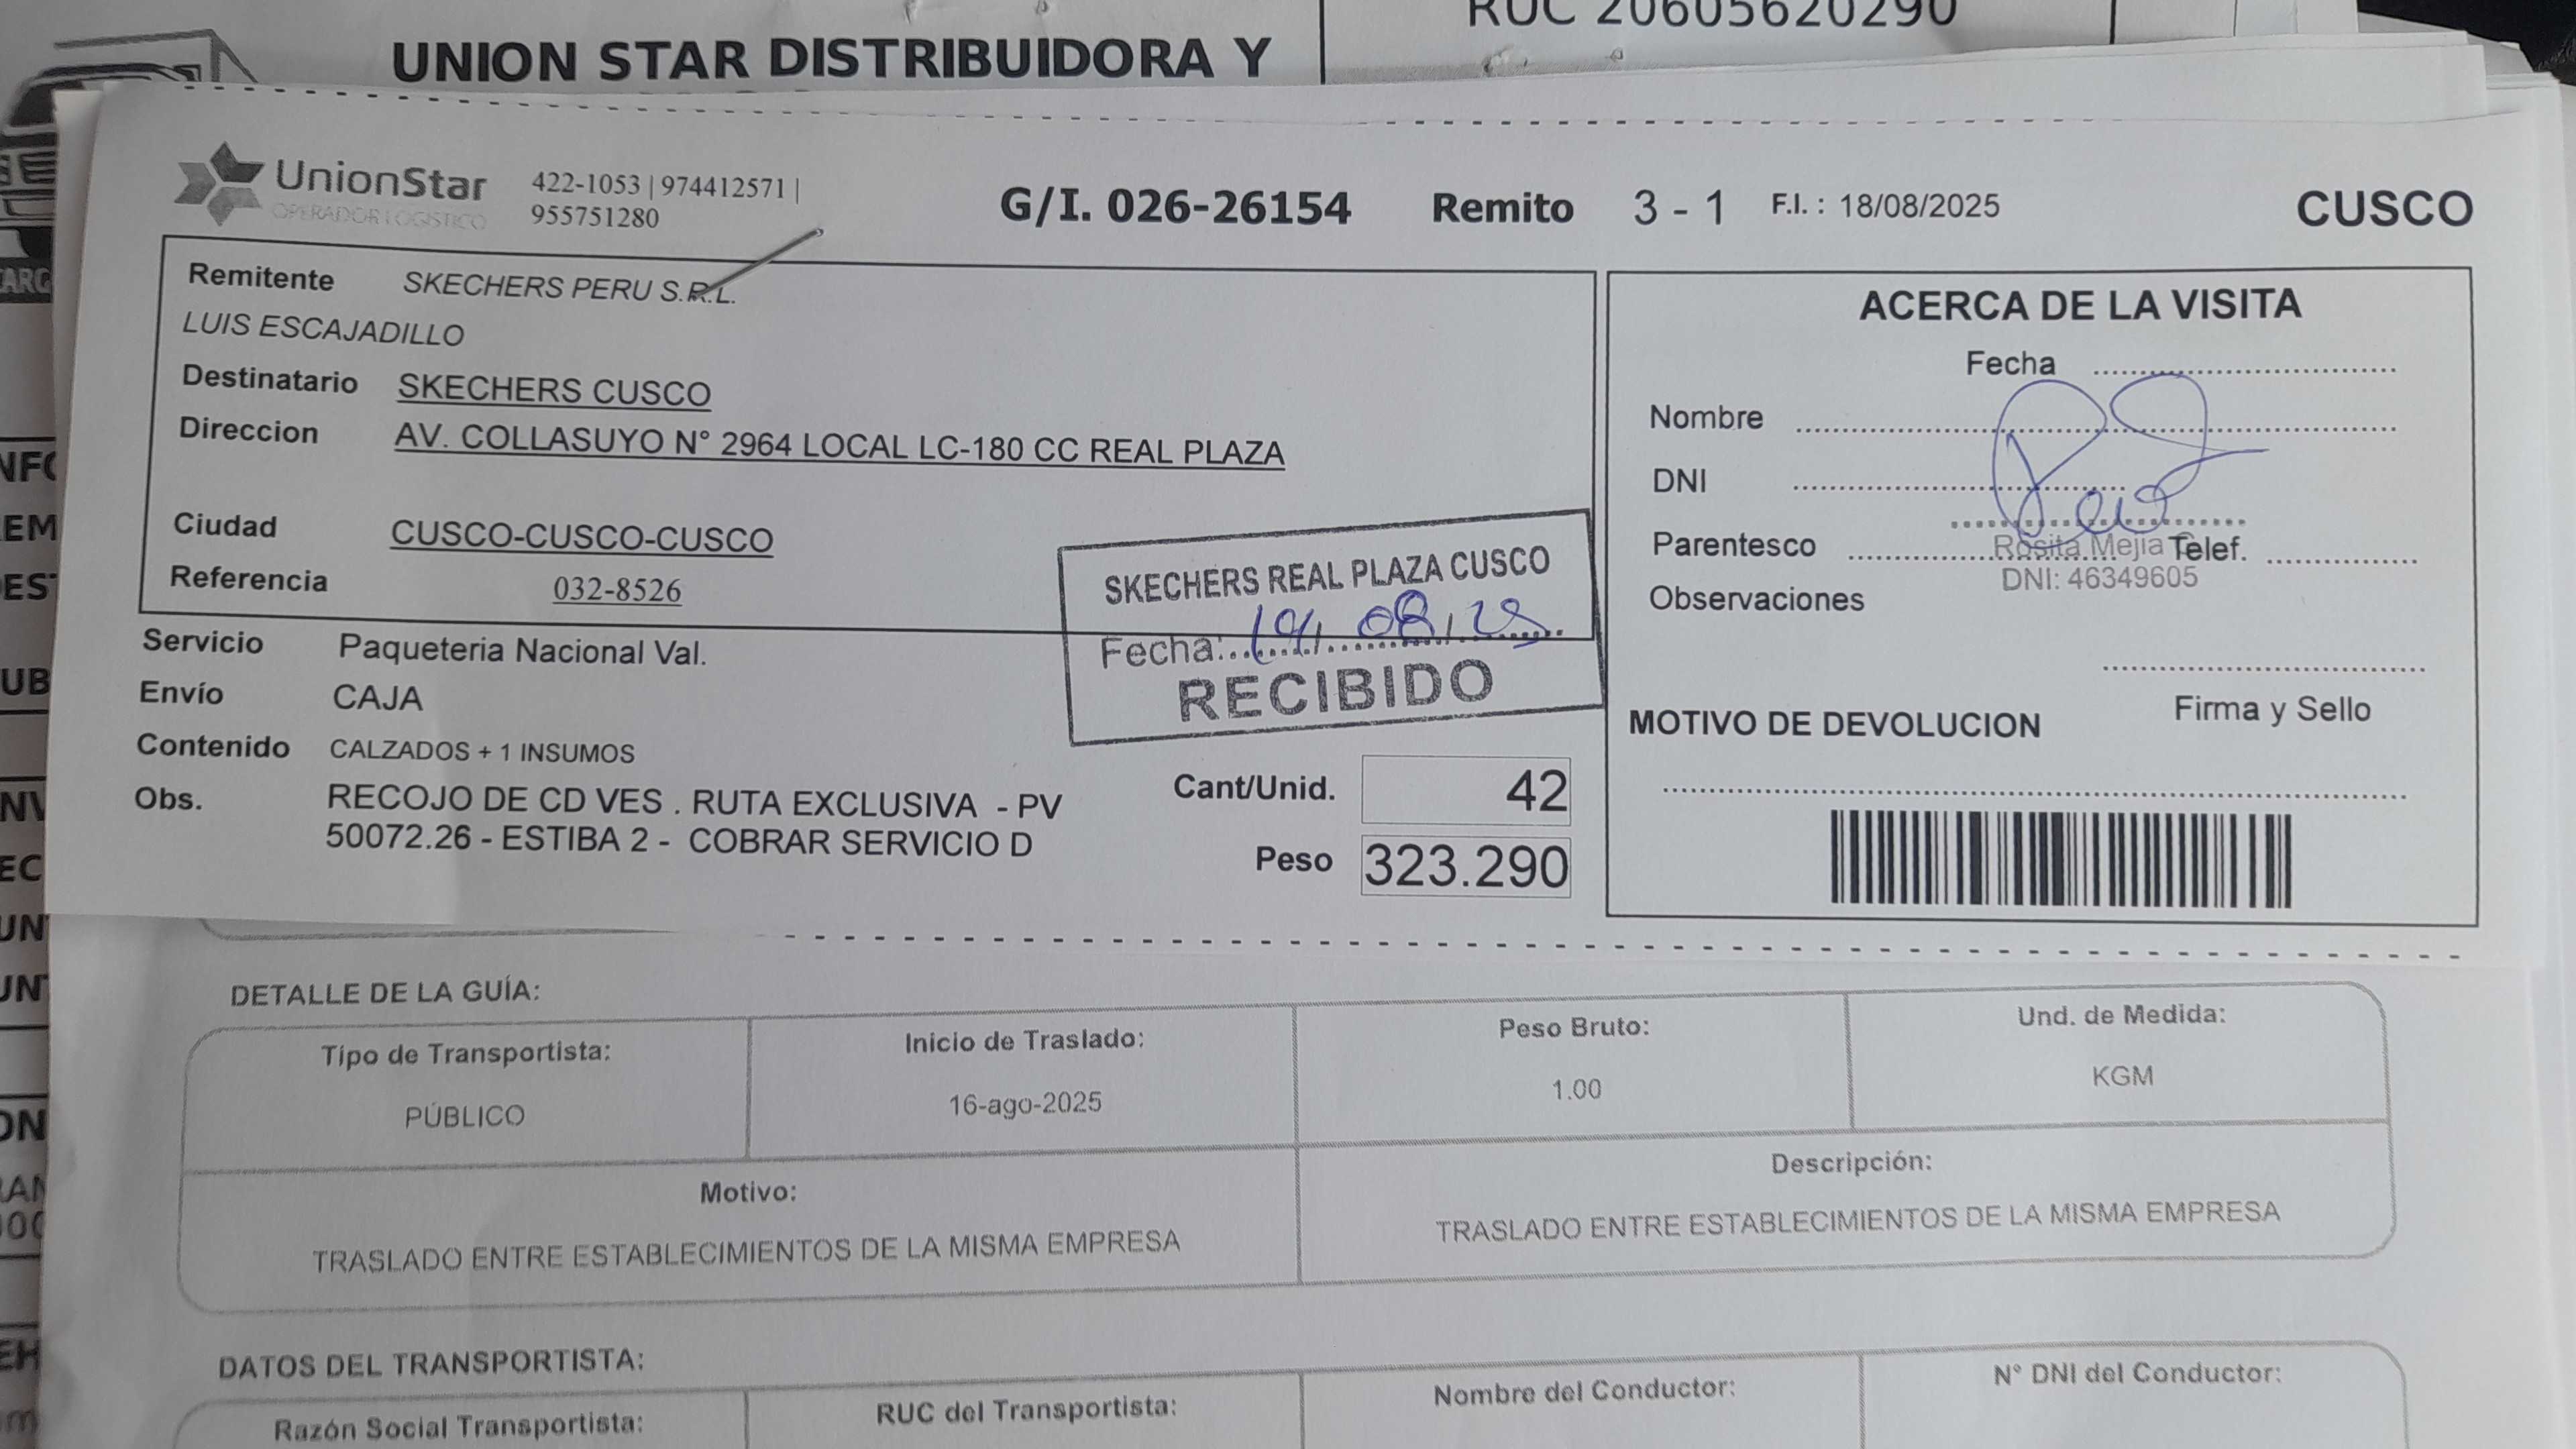 RUC 20605620290
UNION STAR DISTRIBUIDORA Y
UnionStar
OPERADOR LOGISTICO
422-1053 | 974412571 |
955751280
G/I. 026-26154 Remito 3 - 1 F.I. : 18/08/2025 CUSCO
Remitente SKECHERS PERU S.R.L.
LUIS ESCAJADILLO
Destinatario SKECHERS CUSCO
Direccion AV. COLLASUYO N° 2964 LOCAL LC-180 CC REAL PLAZA
Ciudad CUSCO-CUSCO-CUSCO
Referencia 032-8526
SKECHERS REAL PLAZA CUSCO
Fecha: 19, 08, 25
RECIBIDO
Servicio Paqueteria Nacional Val.
Envío CAJA
Contenido CALZADOS + 1 INSUMOS
Obs. RECOJO DE CD VES . RUTA EXCLUSIVA - PV
50072.26 - ESTIBA 2 - COBRAR SERVICIO D
Cant/Unid. 42
Peso 323.290
ACERCA DE LA VISITA
Fecha
Nombre
DNI
Parentesco Rosita Mejia Telef.
DNI: 46349605
Observaciones
Firma y Sello
MOTIVO DE DEVOLUCION
DETALLE DE LA GUÍA:
Tipo de Transportista: Inicio de Traslado: Peso Bruto: Und. de Medida:
PÚBLICO 16-ago-2025 1.00 KGM
Motivo: Descripción:
TRASLADO ENTRE ESTABLECIMIENTOS DE LA MISMA EMPRESA TRASLADO ENTRE ESTABLECIMIENTOS DE LA MISMA EMPRESA
DATOS DEL TRANSPORTISTA:
Razón Social Transportista: RUC del Transportista: Nombre del Conductor: N° DNI del Conductor: